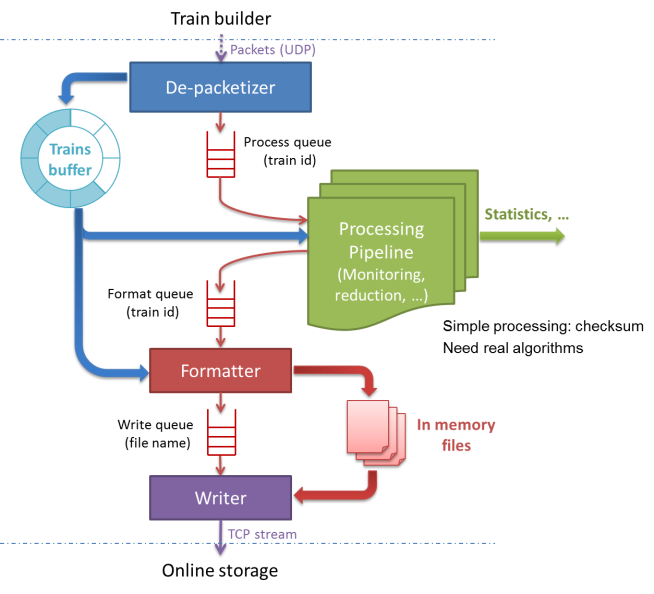 Train builder
Packets (UDP)
De-packetizer
Trains
buffer
Process queue
(train id)
Processing
Pipeline
(Monitoring,
reduction, …)
Statistics, …
Format queue
(train id)
Simple processing: checksum
Need real algorithms
Formatter
Write queue
(file name)
In memory
files
Writer
TCP stream
Online storage